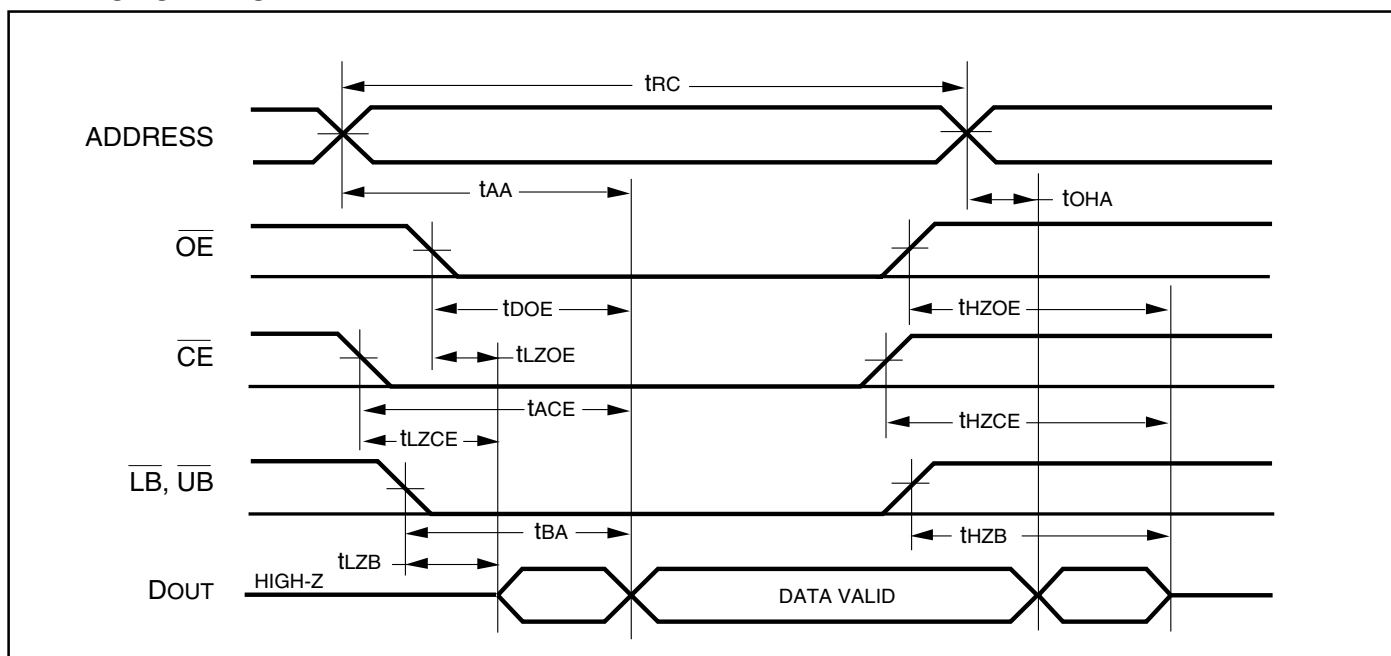 tRC
ADDRESS
tAA
tOHA
OE
tDOE
tHZOE
CE
tLZOE
tACE
tHZCE
tLZCE
LB, UB
tBA
tHZB
tLZB
DOUT
HIGH-Z
DATA VALID